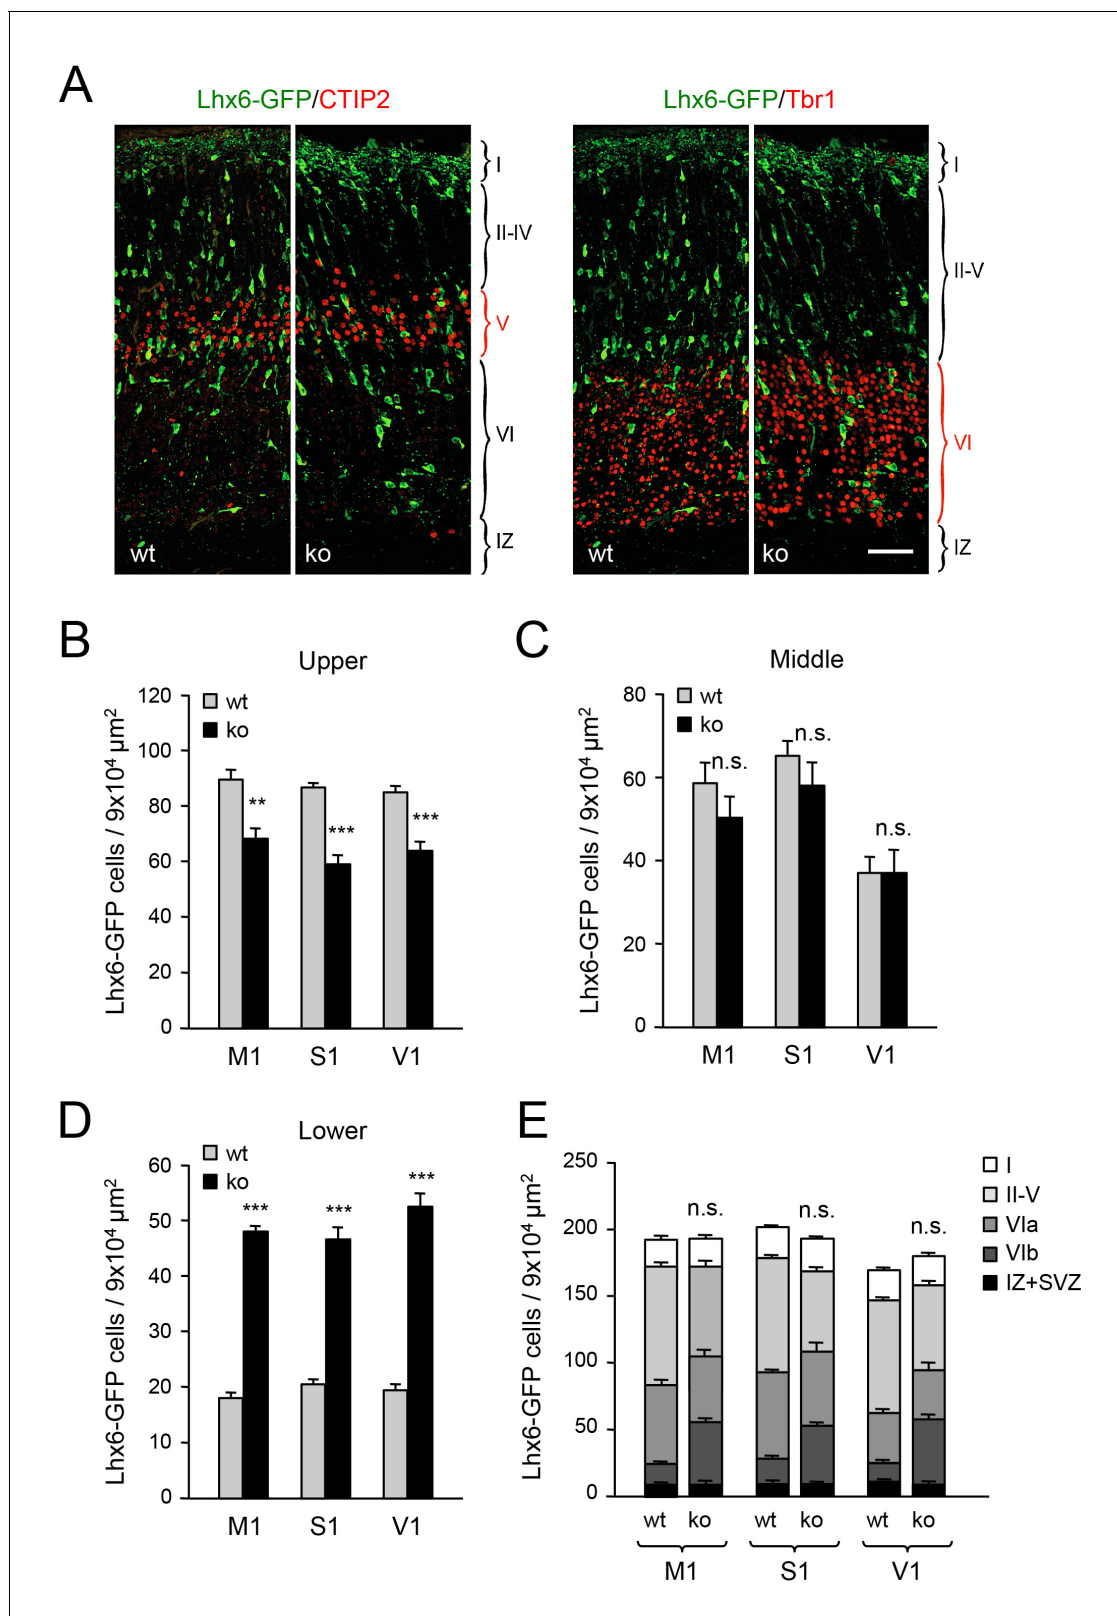 A
Lhx6-GFP/CTIP2
Lhx6-GFP/Tbr1
I
II-IV
V
VI
IZ
wt
ko
I
II-V
VI
IZ
wt
ko
B
Upper
Lhx6-GFP cells / 9x10⁴ µm²
120
100
80
60
40
20
0
wt
ko
**
***
***
M1
S1
V1
C
Middle
Lhx6-GFP cells / 9x10⁴ µm²
80
60
40
20
0
wt
ko
n.s.
n.s.
n.s.
M1
S1
V1
D
Lower
Lhx6-GFP cells / 9x10⁴ µm²
60
50
40
30
20
10
0
wt
ko
***
***
***
M1
S1
V1
E
Lhx6-GFP cells / 9x10⁴ µm²
250
200
150
100
50
0
n.s.
n.s.
n.s.
I
II-V
VIa
VIb
IZ+SVZ
wt ko wt ko wt ko
M1 S1 V1